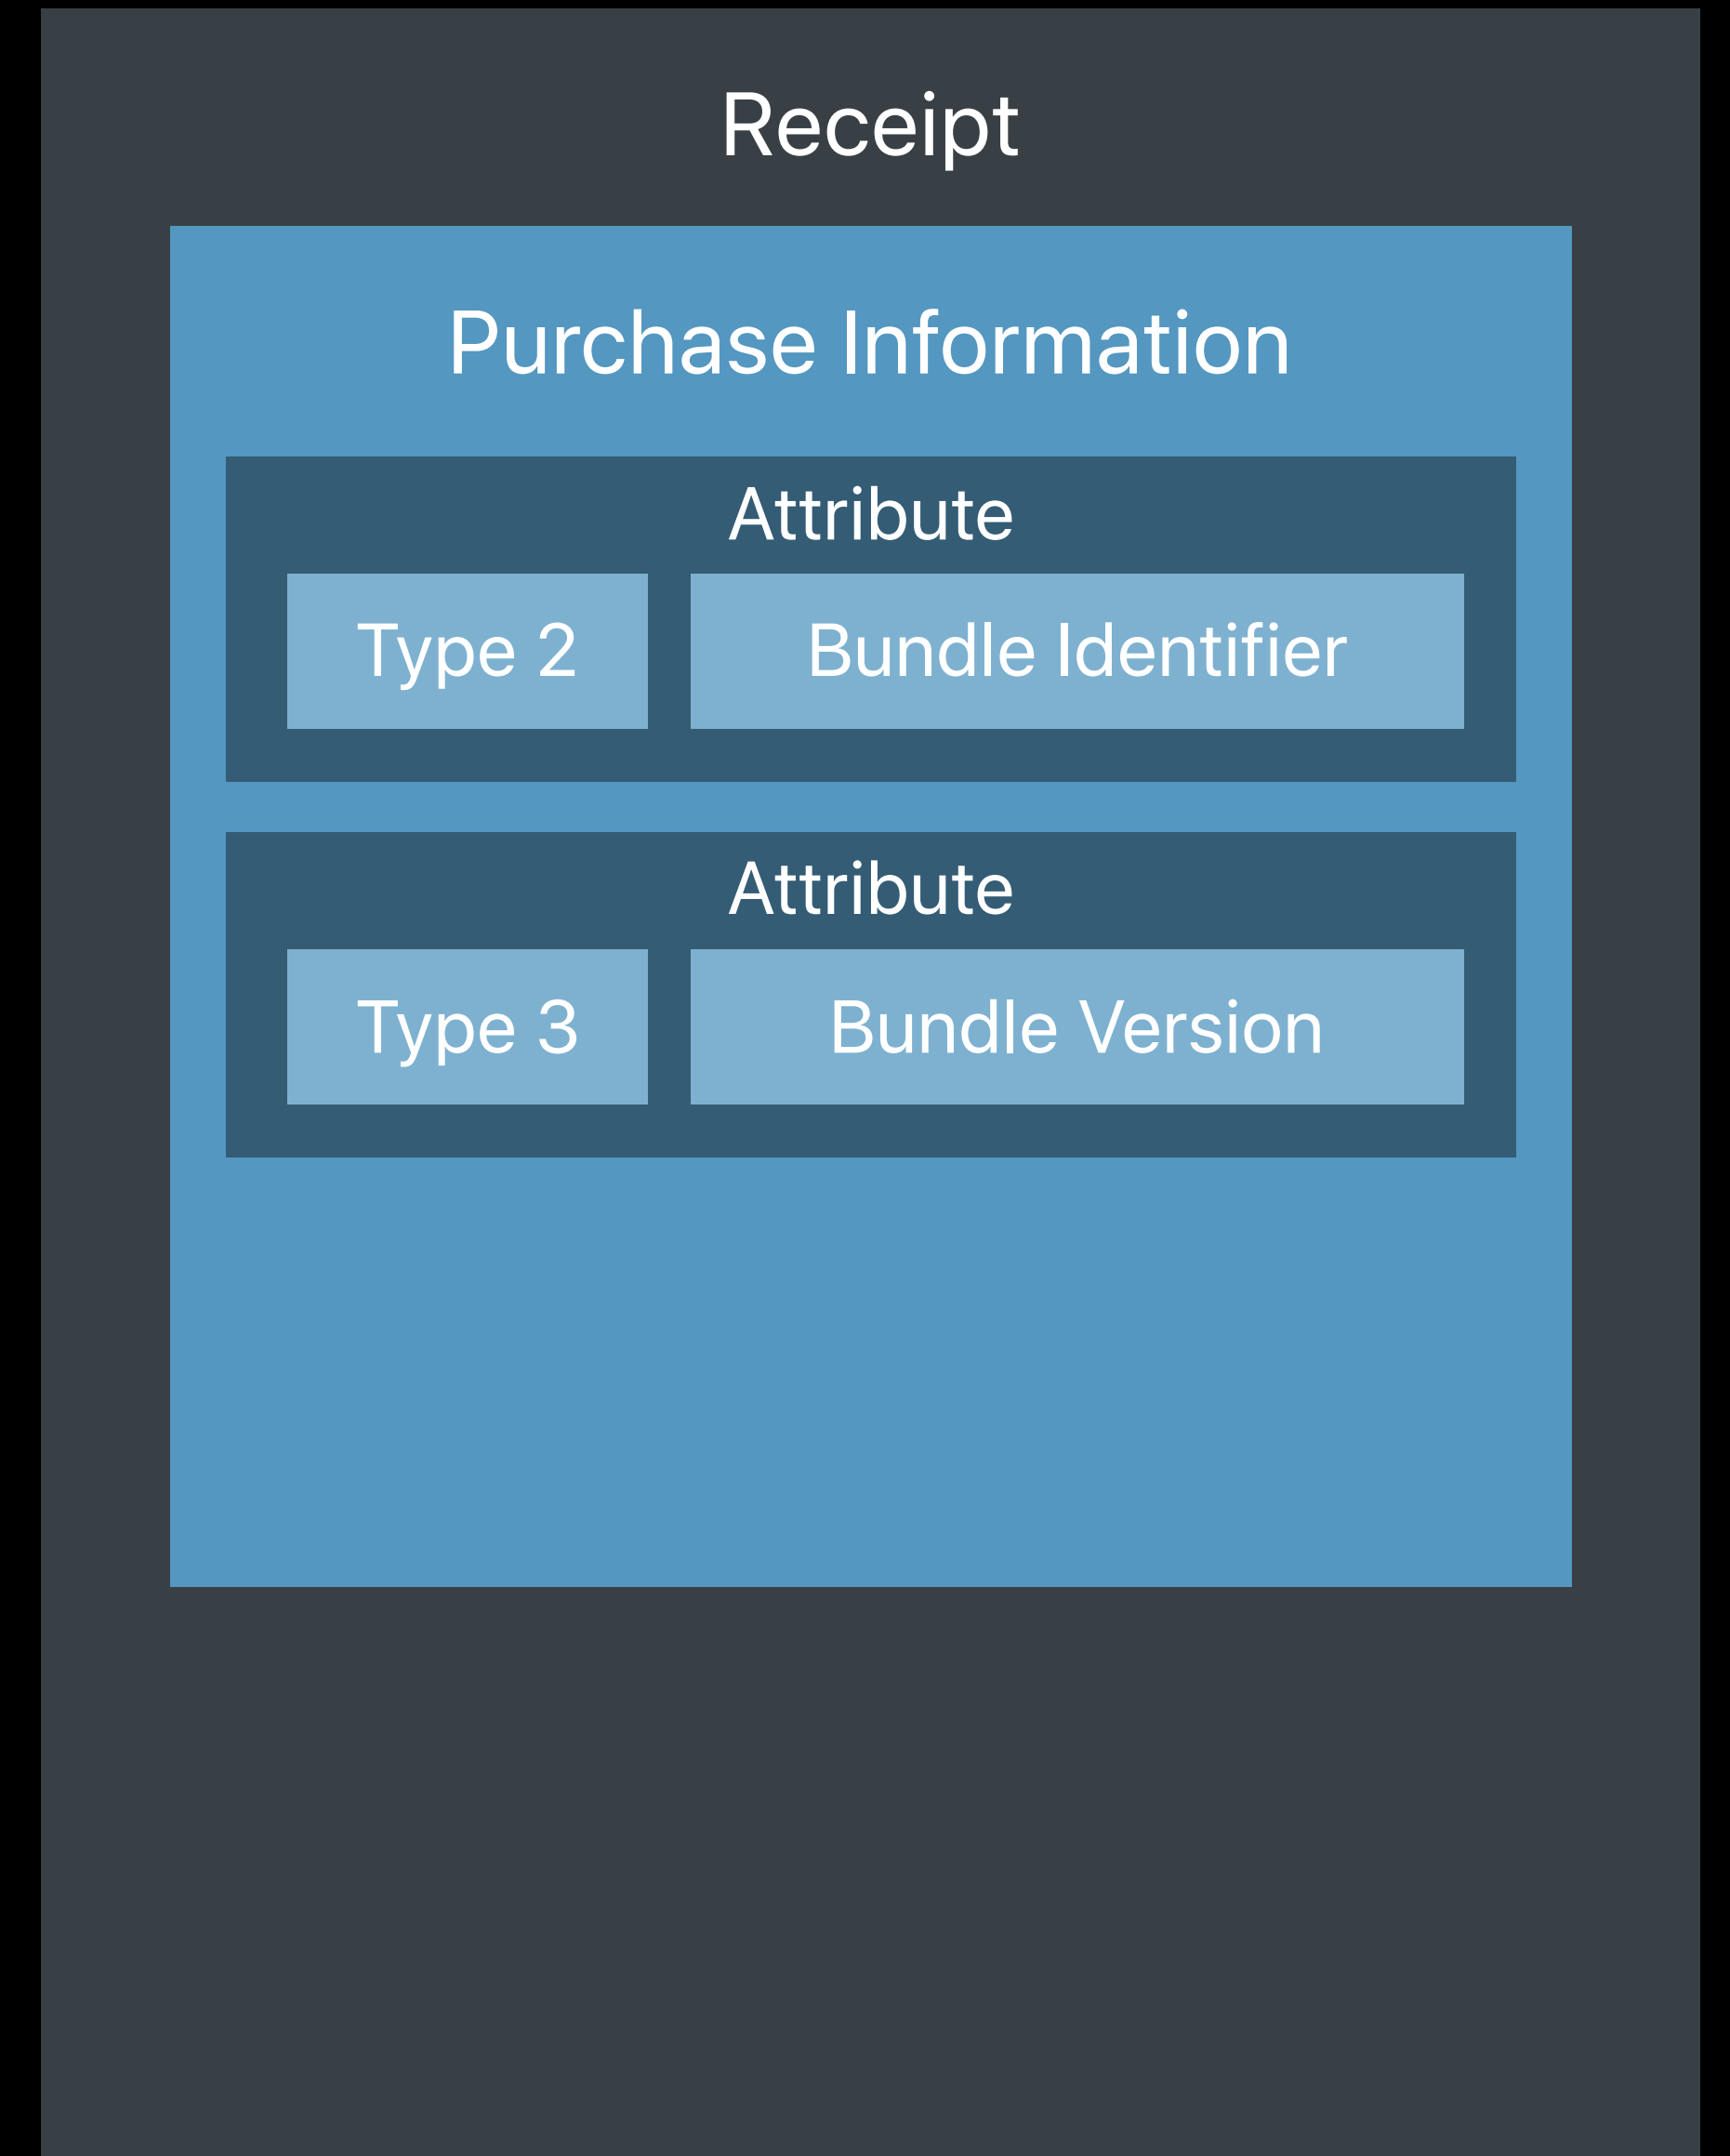 Receipt
Purchase Information
Attribute
Type 2 Bundle Identifier
Attribute
Type 3 Bundle Version